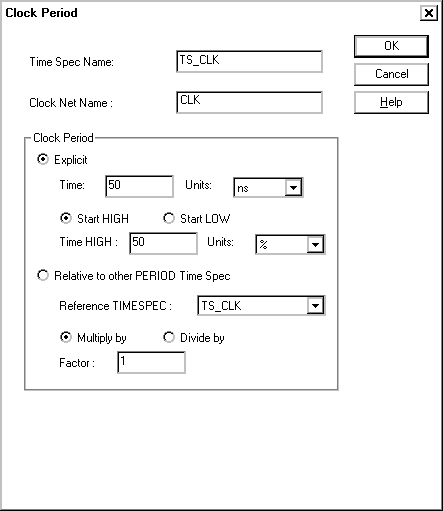 Clock Period
OK
Time Spec Name: TS_CLK
Cancel
Clock Net Name : CLK
Help
Clock Period
Explicit
Time: 50 Units: ns
Start HIGH Start LOW
Time HIGH : 50 Units: %
Relative to other PERIOD Time Spec
Reference TIMESPEC : TS_CLK
Multiply by Divide by
Factor : 1